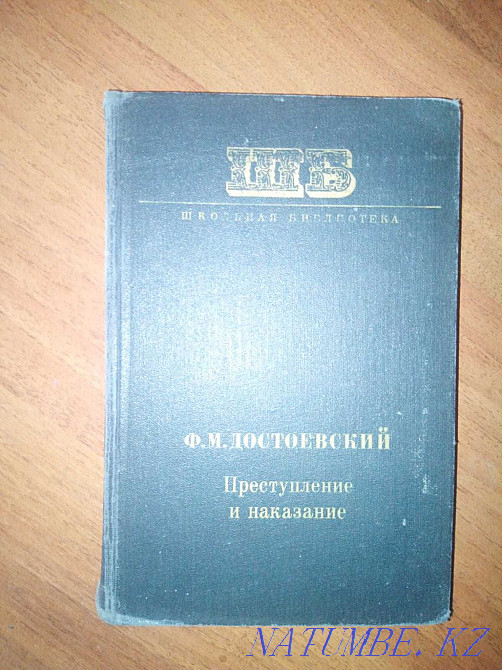 ШБ
ШКОЛЬНАЯ БИБЛИОТЕКА
Ф.М.ДОСТОЕВСКИЙ
Преступление
и наказание
NATUMBE.KZ